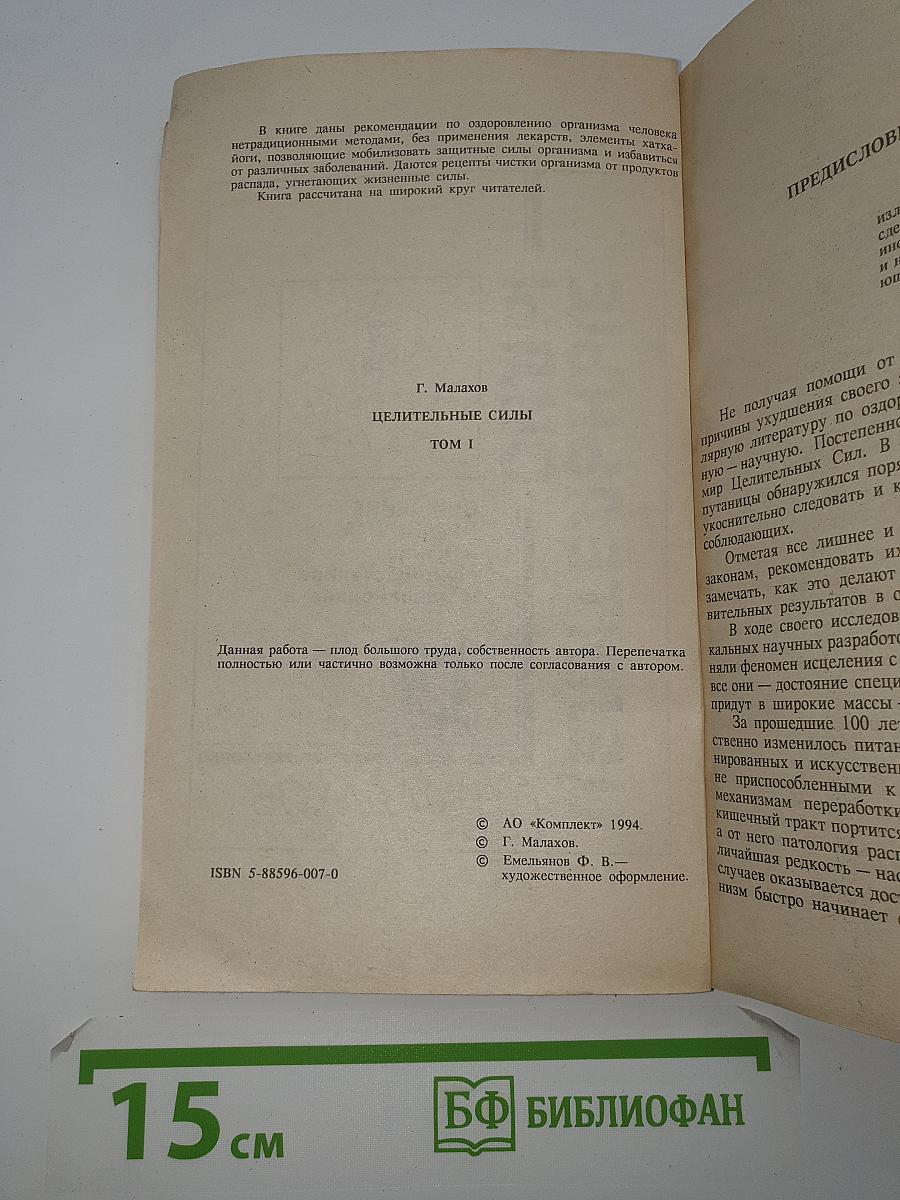 В книге даны рекомендации по оздоровлению организма человека
нетрадиционными методами, без применения лекарств, элементы хатха-
йоги, позволяющие мобилизовать защитные силы организма и избавиться
от различных заболеваний. Даются рецепты чистки организма от продуктов
распада, угнетающих жизненные силы.
Книга рассчитана на широкий круг читателей.
Г. Малахов
ЦЕЛИТЕЛЬНЫЕ СИЛЫ
ТОМ I
Данная работа — плод большого труда, собственность автора. Перепечатка
полностью или частично возможна только после согласования с автором.
© АО «Комплект» 1994.
© Г. Малахов.
© Емельянов Ф. В.—
художественное оформление.
ISBN 5-88596-007-0
ПРЕДИСЛОВИ
изл
сде
инс
и н
ющ
Не получая помощи от
причины ухудшения своего з
лярную литературу по оздор
ную — научную. Постепенно
мир Целительных Сил. В
путаницы обнаружился поря
укоснительно следовать и к
соблюдающих.
Отметая все лишнее и
законам, рекомендовать их
замечать, как это делают
вительных результатов в о
В ходе своего исследов
кальных научных разработо
няли феномен исцеления с
все они — достояние специ
придут в широкие массы —
За прошедшие 100 лет
ственно изменилось питан
нированных и искусственн
не приспособленными к
механизмам переработки
кишечный тракт портится
а от него патология расп
личайшая редкость — нас
случаев оказывается дост
низм быстро начинает
15 см
БФ БИБЛИОФАН